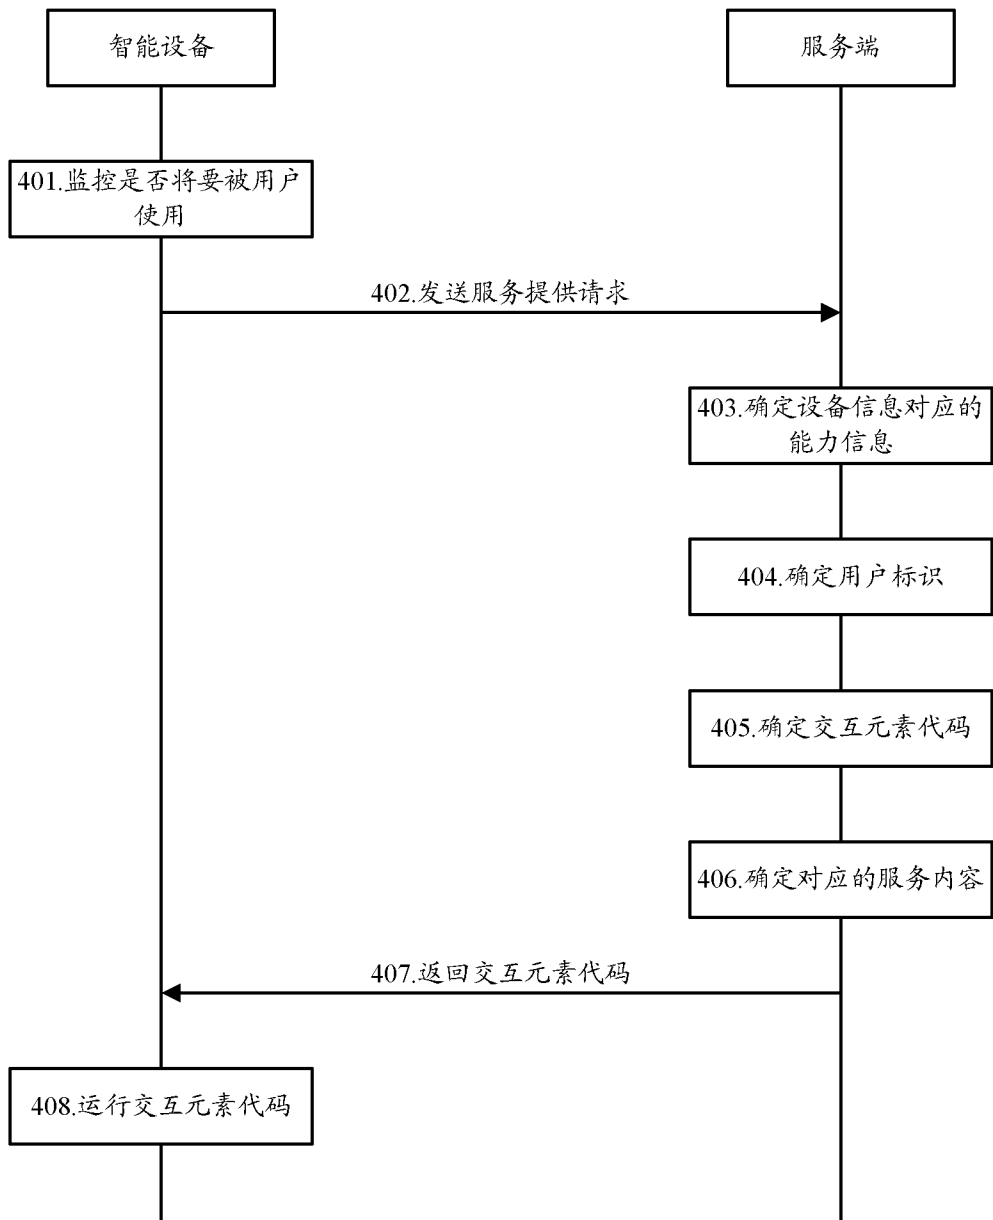 智能设备
服务端
401.监控是否将要被用户
使用
402.发送服务提供请求
403.确定设备信息对应的
能力信息
404.确定用户标识
405.确定交互元素代码
406.确定对应的服务内容
407.返回交互元素代码
408.运行交互元素代码